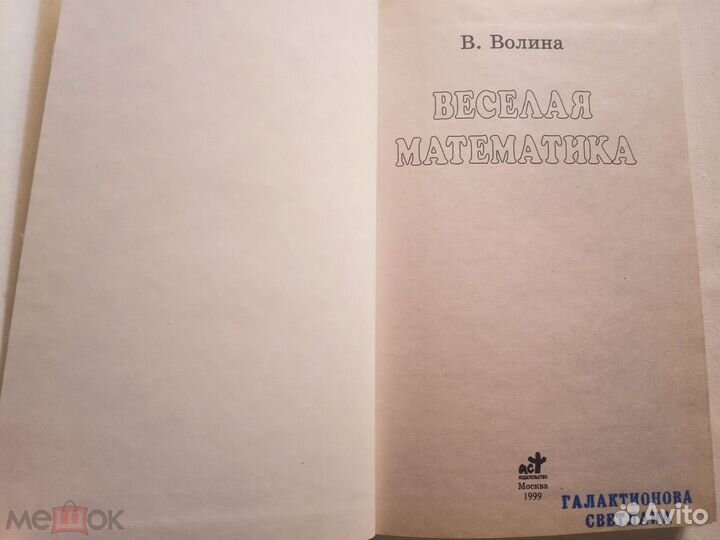 В. Волина
ВЕСЕЛАЯ
МАТЕМАТИКА
аст
издательство
Москва
1999
ГАЛАКТИОНОВА
мешок
Avito